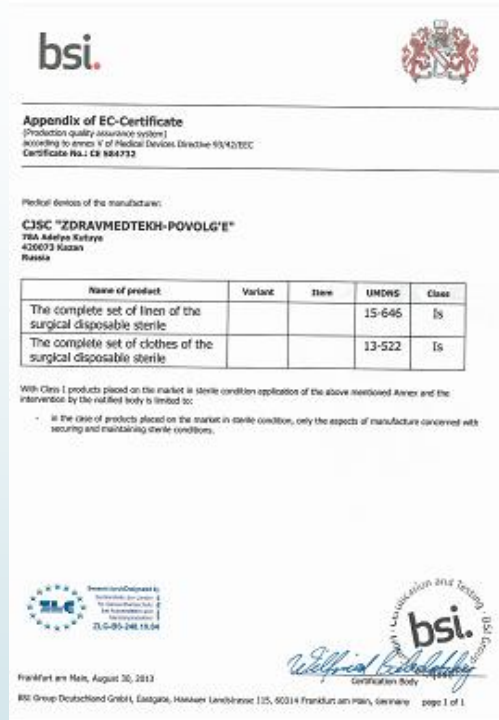 bsi.
Appendix of EC-Certificate
(Production quality assurance system)
according to annex V of Medical Devices Directive 93/42/EEC
Certificate No.: CE 584732
Medical devices of the manufacturer:
CJSC "ZDRAVMEDTEKH-POVOLG'E"
78A Adelya Kutuya
420073 Kazan
Russia
Name of product Variant Item UMDNS Class
The complete set of linen of the surgical disposable sterile 15-646 Is
The complete set of clothes of the surgical disposable sterile 13-522 Is
With Class I products placed on the market in sterile condition application of the above mentioned Annex and the
intervention by the notified body is limited to:
- in the case of products placed on the market in sterile condition, only the aspects of manufacture concerned with
securing and maintaining sterile conditions.
ZLG
bsi.
Certification Body
Frankfurt am Main, August 30, 2013
BSI Group Deutschland GmbH, Eastgate, Hanauer Landstrasse 115, 60314 Frankfurt am Main, Germany page 1 of 1